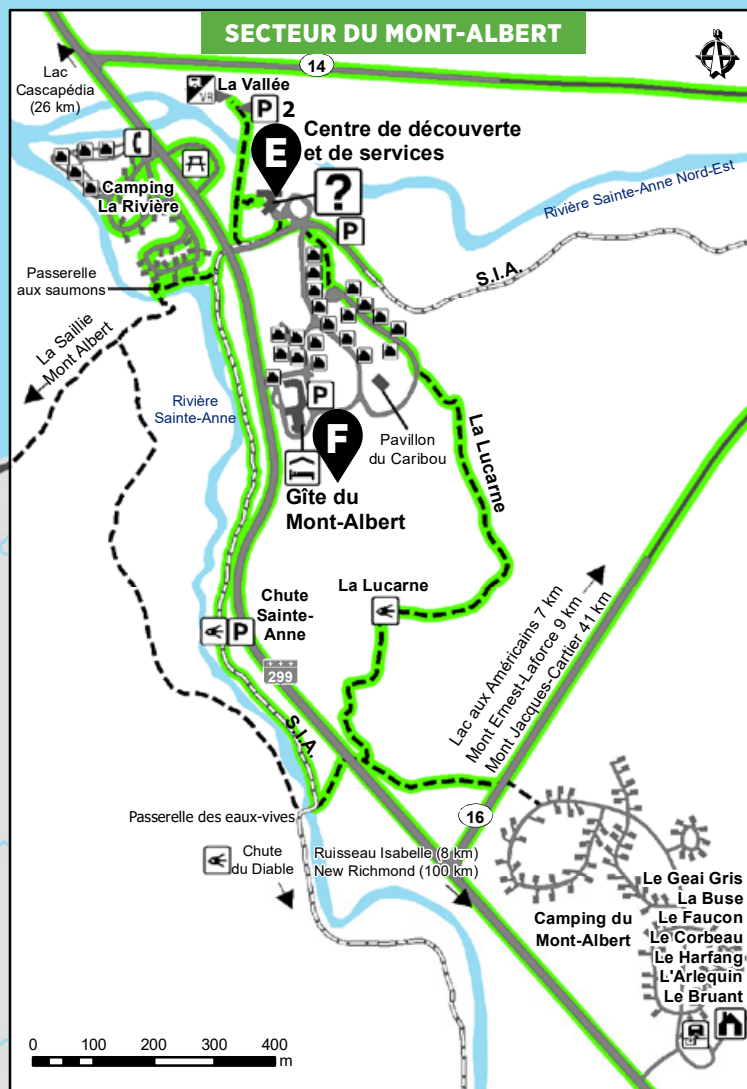 SECTEUR DU MONT-ALBERT
14
Lac
Cascapédia
(26 km)
VR
La Vallée
P 2
E
Centre de découverte
et de services
?
Camping
La Rivière
P
Rivière Sainte-Anne Nord-Est
S.I.A.
Passerelle
aux saumons
La Saillie
Mont Albert
Rivière
Sainte-Anne
P
F
Pavillon
du Caribou
La Lucarne
Gîte du
Mont-Albert
La Lucarne
Chute
Sainte-
Anne
P
299
S.I.A.
Lac aux Américains 7 km
Mont Ernest-Laforce 9 km
Mont Jacques-Cartier 41 km
Passerelle des eaux-vives
16
Chute
du Diable
Ruisseau Isabelle (8 km)
New Richmond (100 km)
Camping du
Mont-Albert
Le Geai Gris
La Buse
Le Faucon
Le Corbeau
Le Harfang
L'Arlequin
Le Bruant
0 100 200 300 400
m